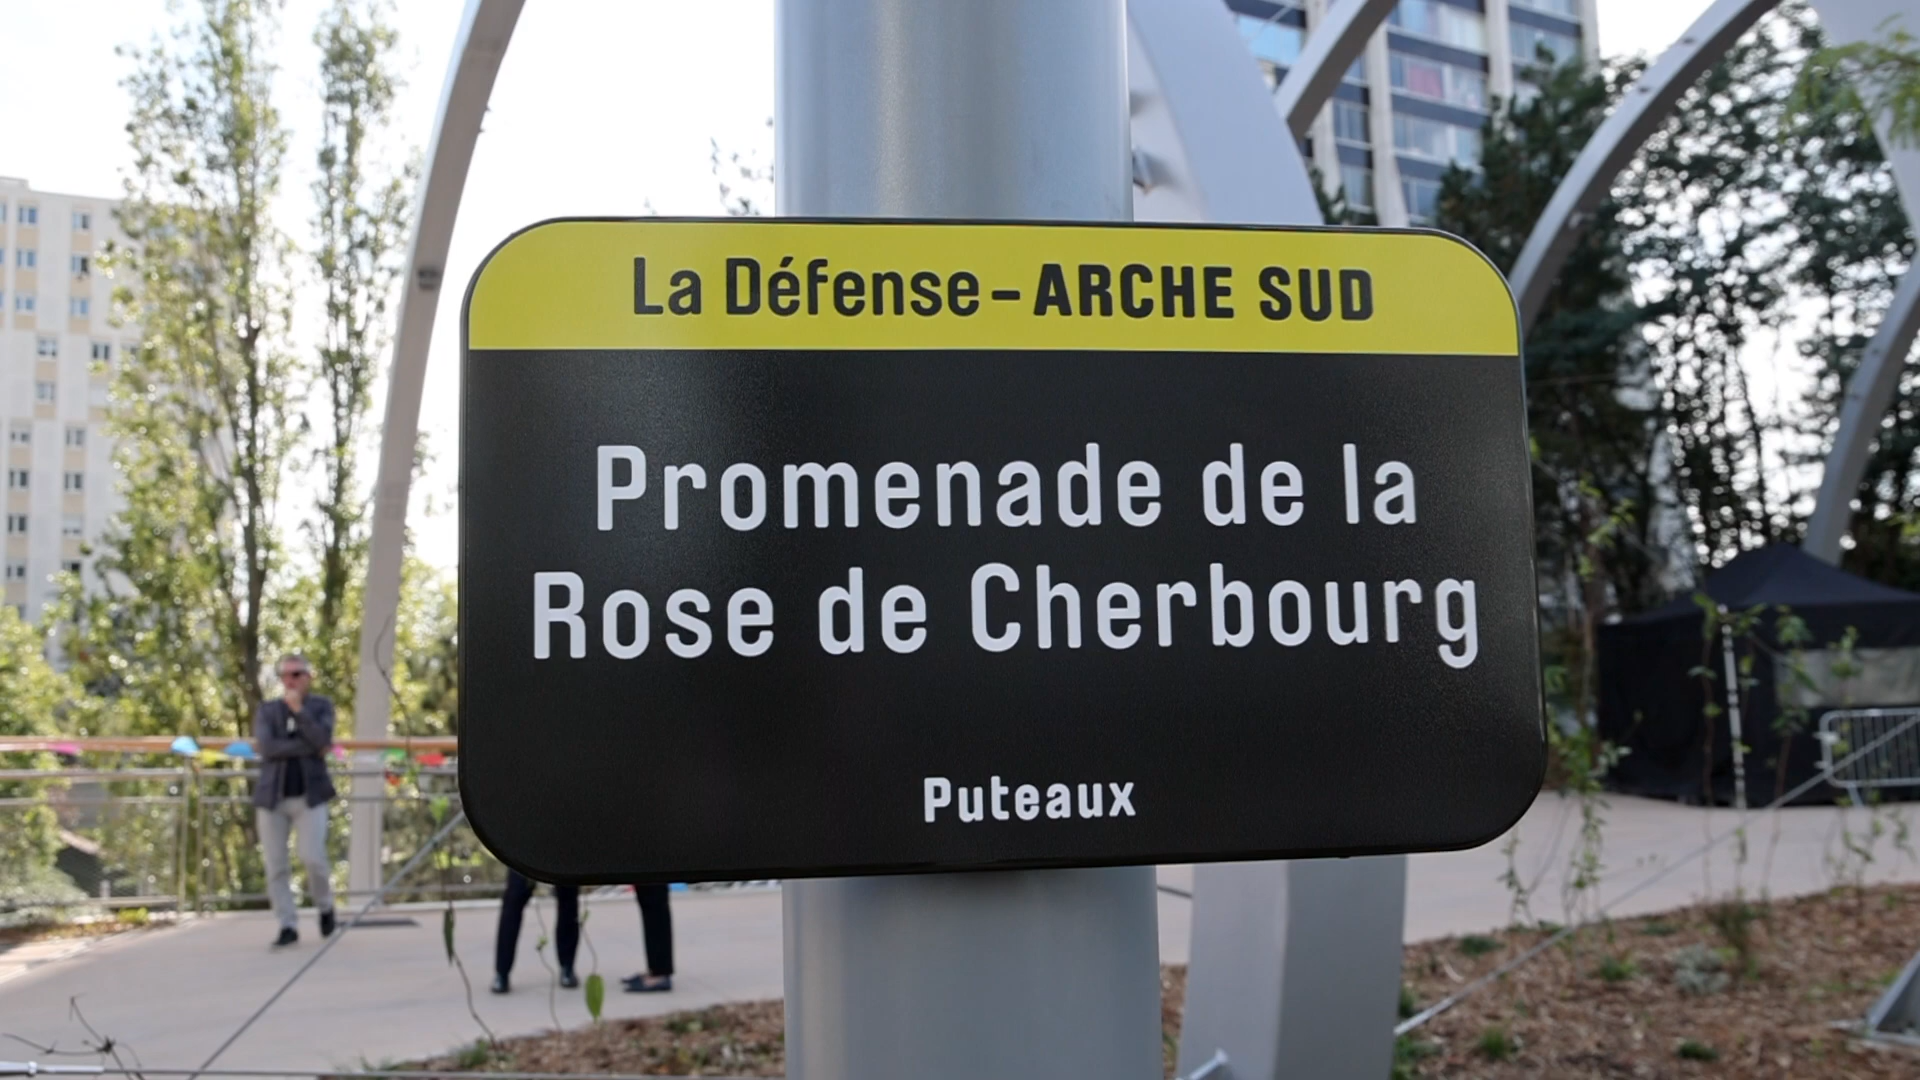 La Défense – ARCHE SUD
Promenade de la
Rose de Cherbourg
Puteaux